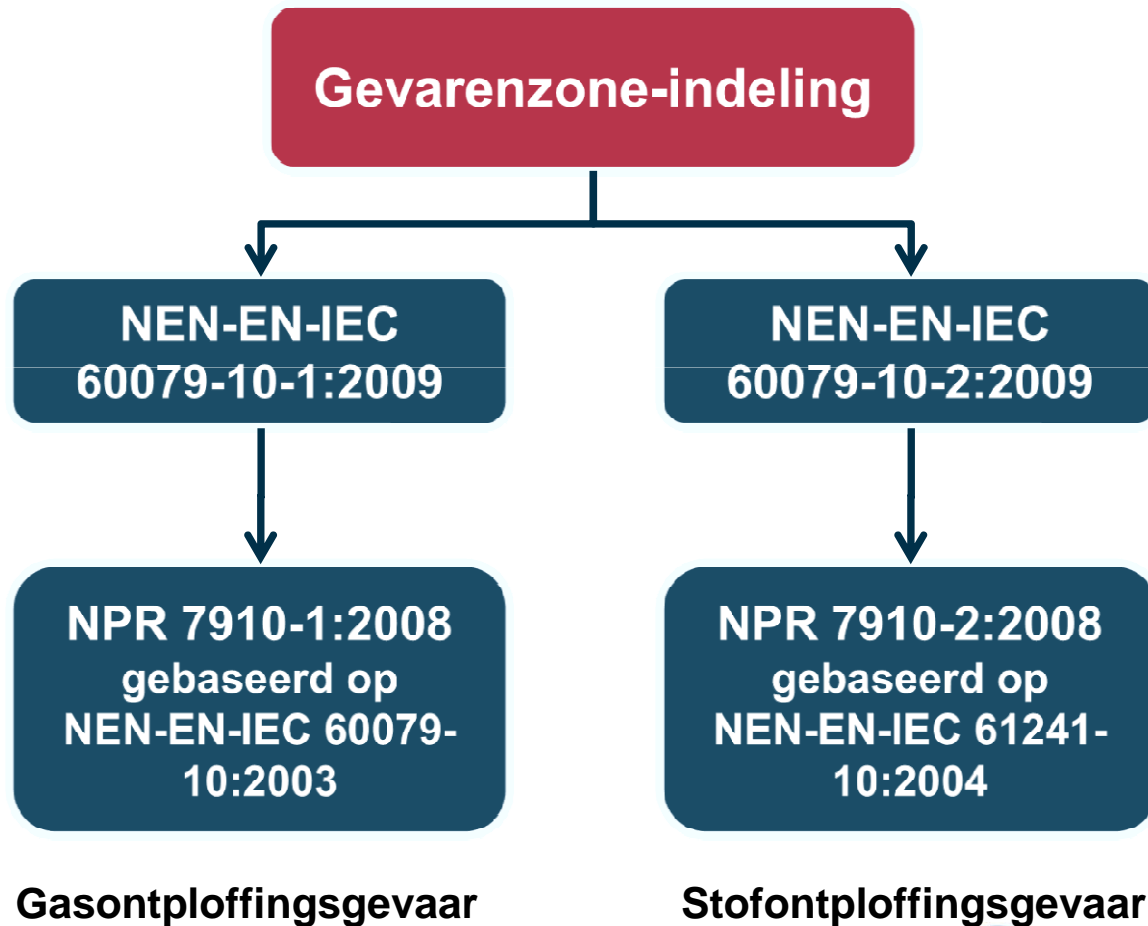 Gevarenzone-indeling
NEN-EN-IEC
60079-10-1:2009
NEN-EN-IEC
60079-10-2:2009
NPR 7910-1:2008
gebaseerd op
NEN-EN-IEC 60079-
10:2003
NPR 7910-2:2008
gebaseerd op
NEN-EN-IEC 61241-
10:2004
Gasontploffingsgevaar
Stofontploffingsgevaar